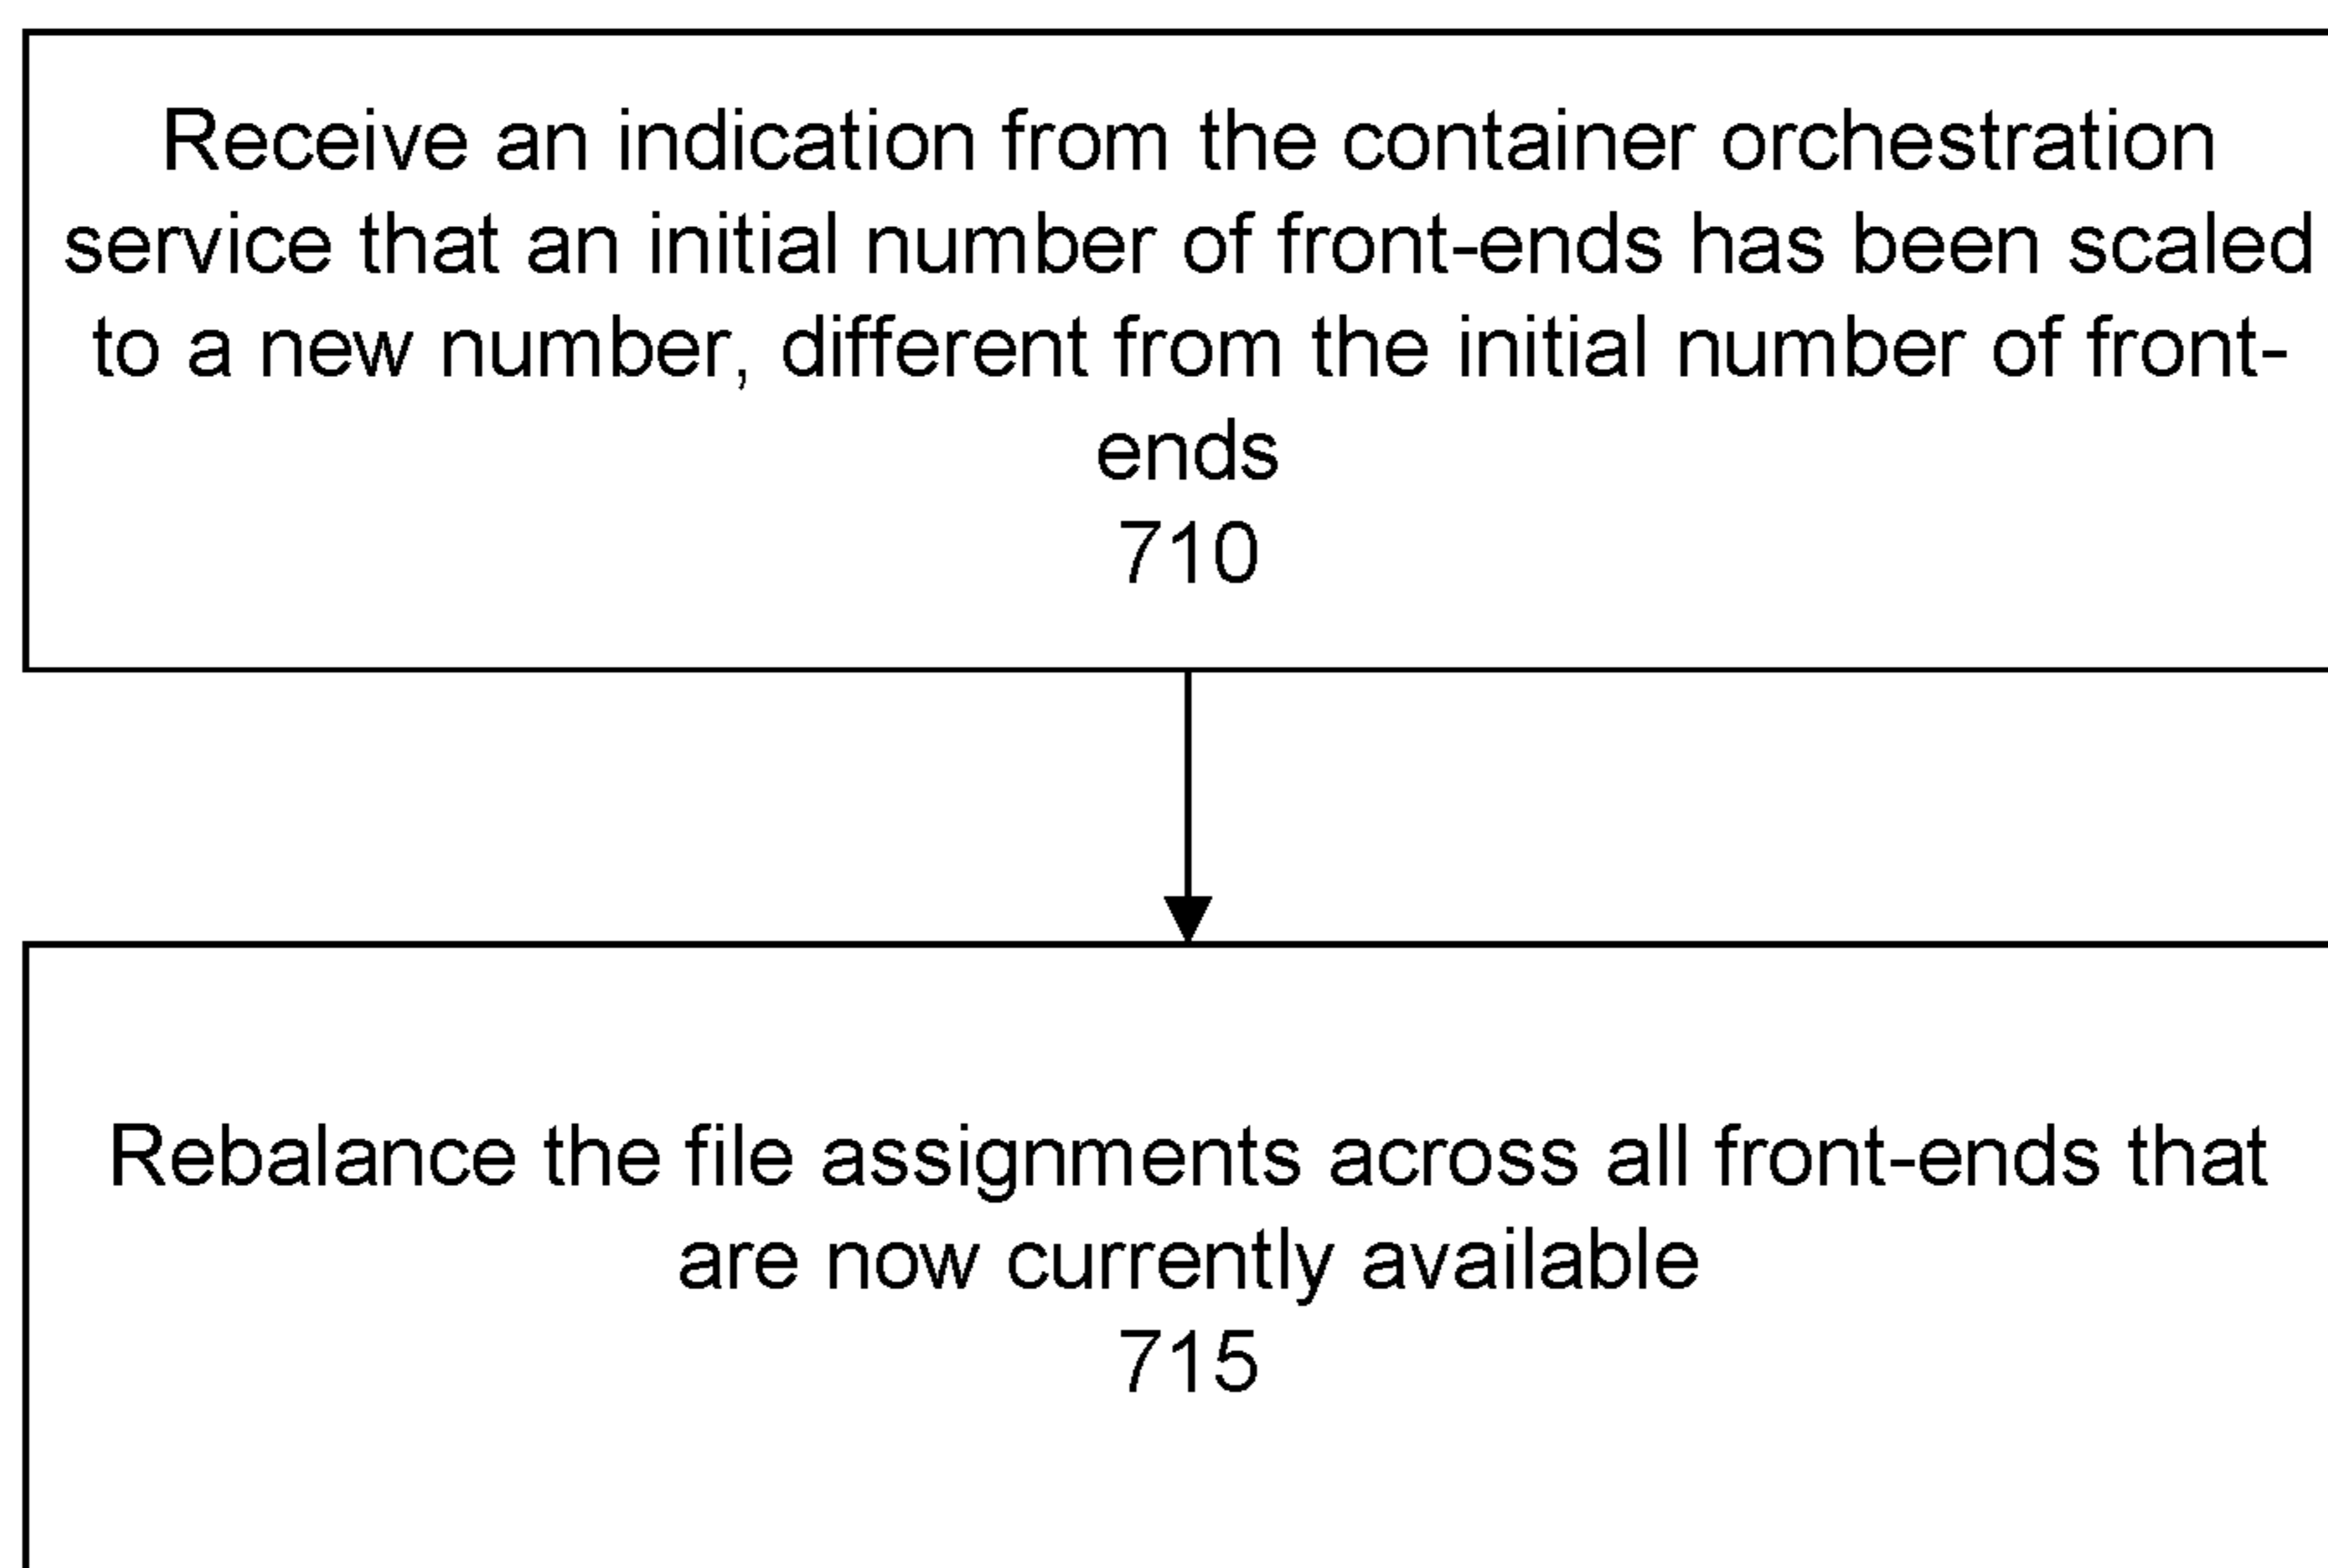 Receive an indication from the container orchestration
service that an initial number of front-ends has been scaled
to a new number, different from the initial number of front-
ends
710
Rebalance the file assignments across all front-ends that
are now currently available
715